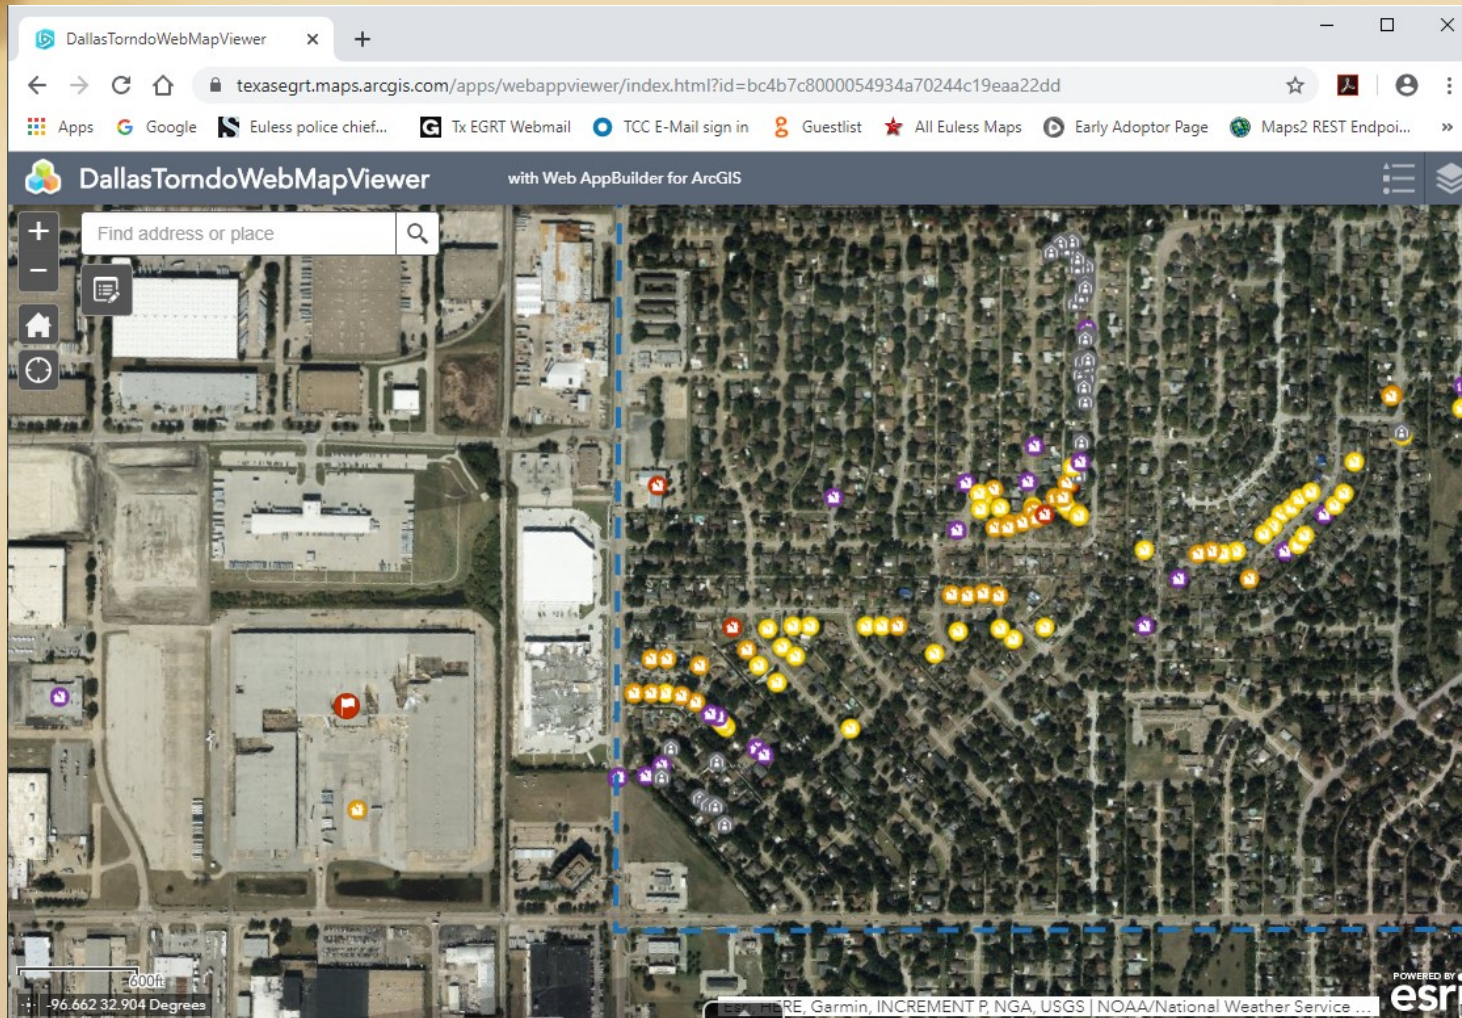 DallasTorndoWebMapViewer
texasegrt.maps.arcgis.com/apps/webappviewer/index.html?id=bc4b7c8000054934a70244c19eaa22dd
Apps Google Euless police chief... Tx EGRT Webmail TCC E-Mail sign in Guestlist All Euless Maps Early Adoptor Page Maps2 REST Endpoi... »
DallasTorndoWebMapViewer with Web AppBuilder for ArcGIS
Find address or place
600ft
-96.662 32.904 Degrees
HERE, Garmin, INCREMENT P, NGA, USGS | NOAA/National Weather Service ...
POWERED BY
esri